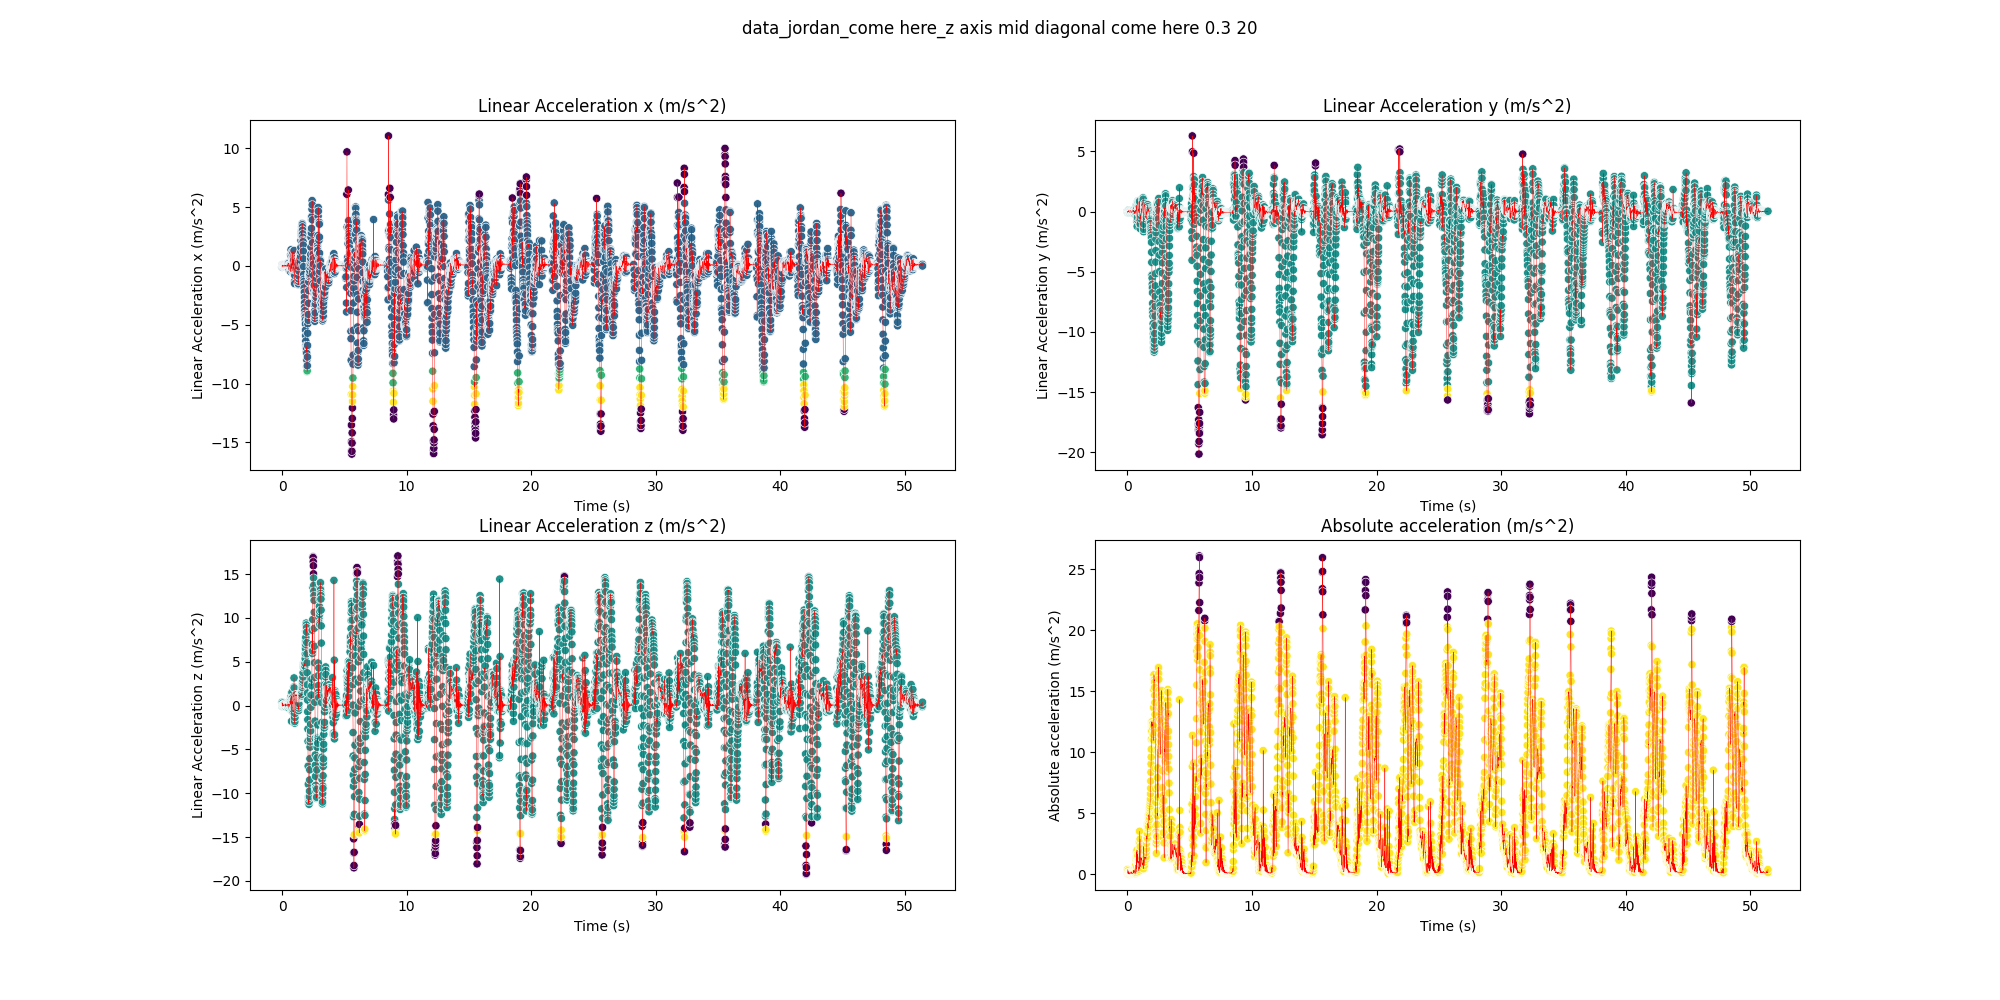 data_jordan_come here_z axis mid diagonal come here 0.3 20
Linear Acceleration x (m/s^2)
Linear Acceleration x (m/s^2)
10
5
0
−5
−10
−15
0 10 20 30 40 50
Time (s)
Linear Acceleration y (m/s^2)
Linear Acceleration y (m/s^2)
5
0
−5
−10
−15
−20
0 10 20 30 40 50
Time (s)
Linear Acceleration z (m/s^2)
Linear Acceleration z (m/s^2)
15
10
5
0
−5
−10
−15
−20
0 10 20 30 40 50
Time (s)
Absolute acceleration (m/s^2)
Absolute acceleration (m/s^2)
25
20
15
10
5
0
0 10 20 30 40 50
Time (s)